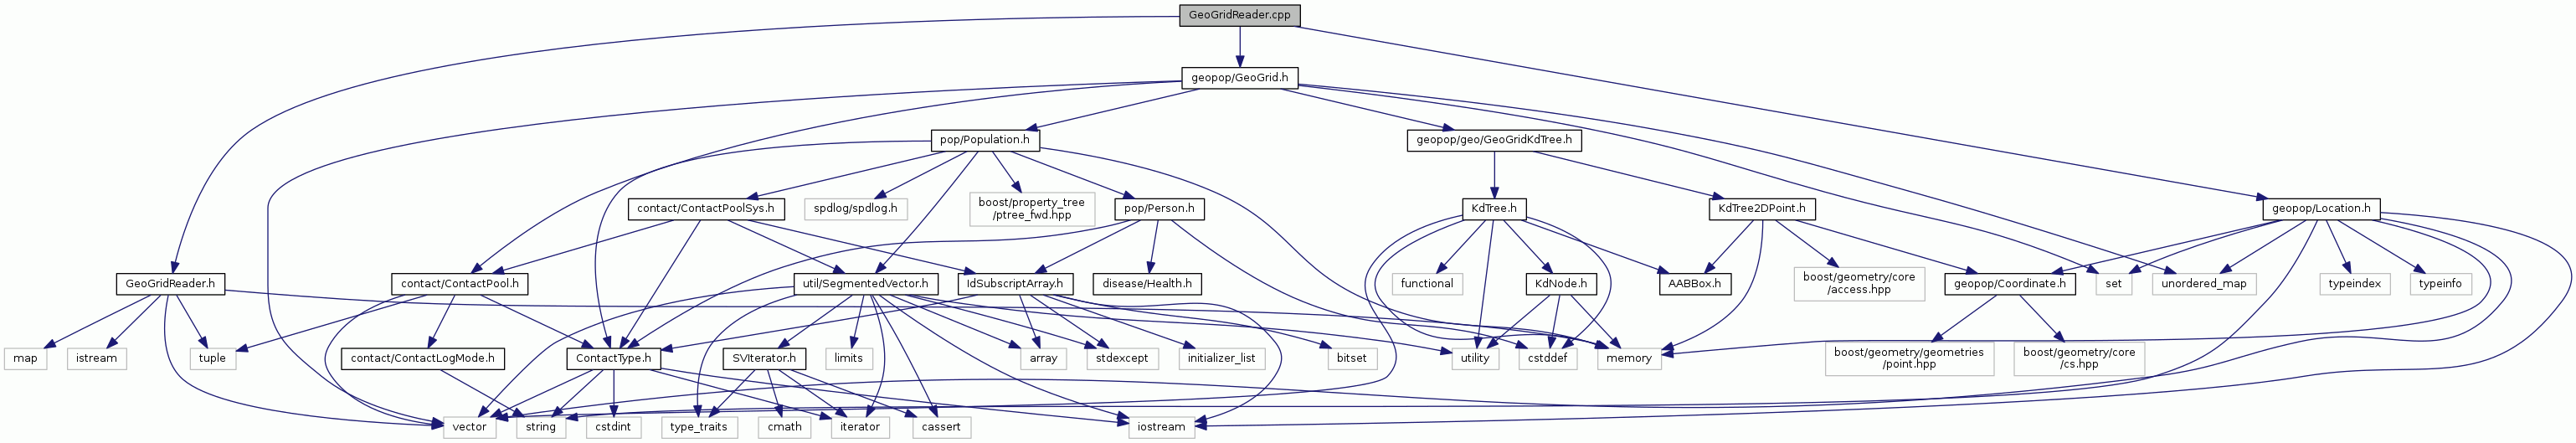 GeoGridReader.cpp
geopop/GeoGrid.h
pop/Population.h
geopop/geo/GeoGridKdTree.h
contact/ContactPoolSys.h
spdlog/spdlog.h
boost/property_tree
/ptree_fwd.hpp
pop/Person.h
KdTree.h
KdTree2DPoint.h
geopop/Location.h
GeoGridReader.h
contact/ContactPool.h
util/SegmentedVector.h
IdSubscriptArray.h
disease/Health.h
functional
KdNode.h
AABBox.h
boost/geometry/core
/access.hpp
geopop/Coordinate.h
set
unordered_map
typeindex
typeinfo
map
istream
tuple
contact/ContactLogMode.h
ContactType.h
SVIterator.h
limits
array
stdexcept
initializer_list
bitset
utility
cstddef
memory
boost/geometry/geometries
/point.hpp
boost/geometry/core
/cs.hpp
vector
string
cstdint
type_traits
cmath
iterator
cassert
iostream